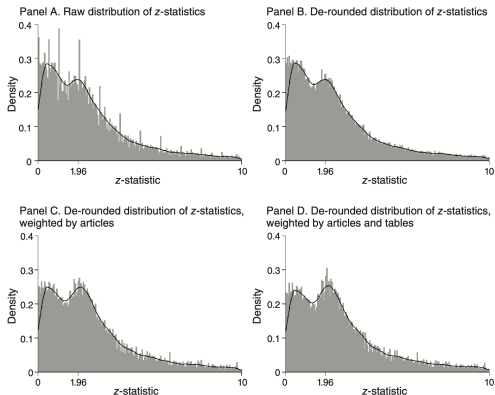 Panel A. Raw distribution of z-statistics
0.4
0.3
0.2
0.1
0
Density
0 1.96 10
z-statistic
Panel B. De-rounded distribution of z-statistics
0.4
0.3
0.2
0.1
0
Density
0 1.96 10
z-statistic
Panel C. De-rounded distribution of z-statistics,
weighted by articles
0.4
0.3
0.2
0.1
0
Density
0 1.96 10
z-statistic
Panel D. De-rounded distribution of z-statistics,
weighted by articles and tables
0.4
0.3
0.2
0.1
0
Density
0 1.96 10
z-statistic